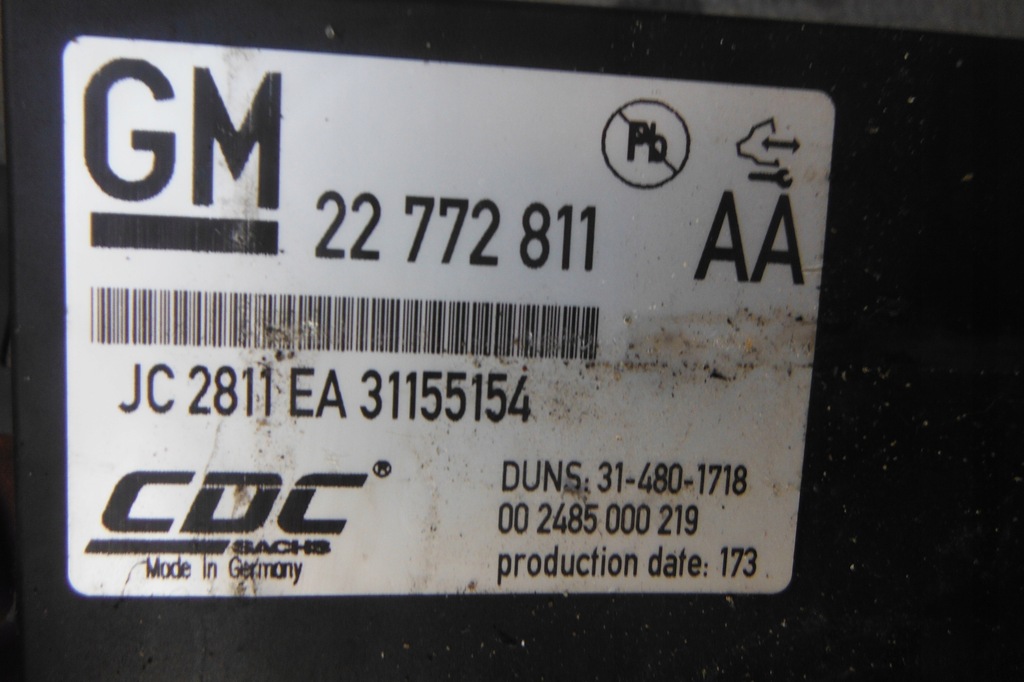 GM
22 772 811
Pb
AA
JC 2811 EA 31155154
CDC®
SACHS
Made In Germany
DUNS: 31-480-1718
00 2485 000 219
production date: 173